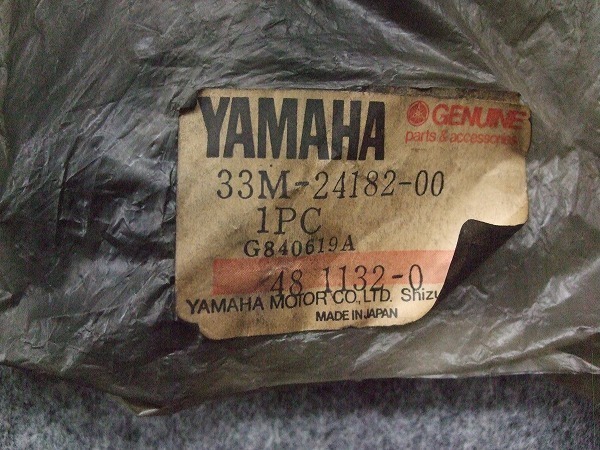 YAMAHA
GENUINE
parts & accessories
33M-24182-00
1PC
G840619A
48 1132-0
YAMAHA MOTOR CO., LTD.
MADE IN JAPAN